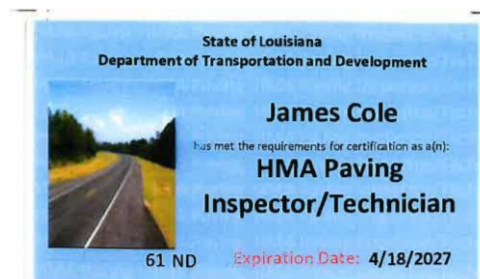 State of Louisiana
Department of Transportation and Development
James Cole
has met the requirements for certification as a(n):
HMA Paving
Inspector/Technician
61 ND Expiration Date: 4/18/2027